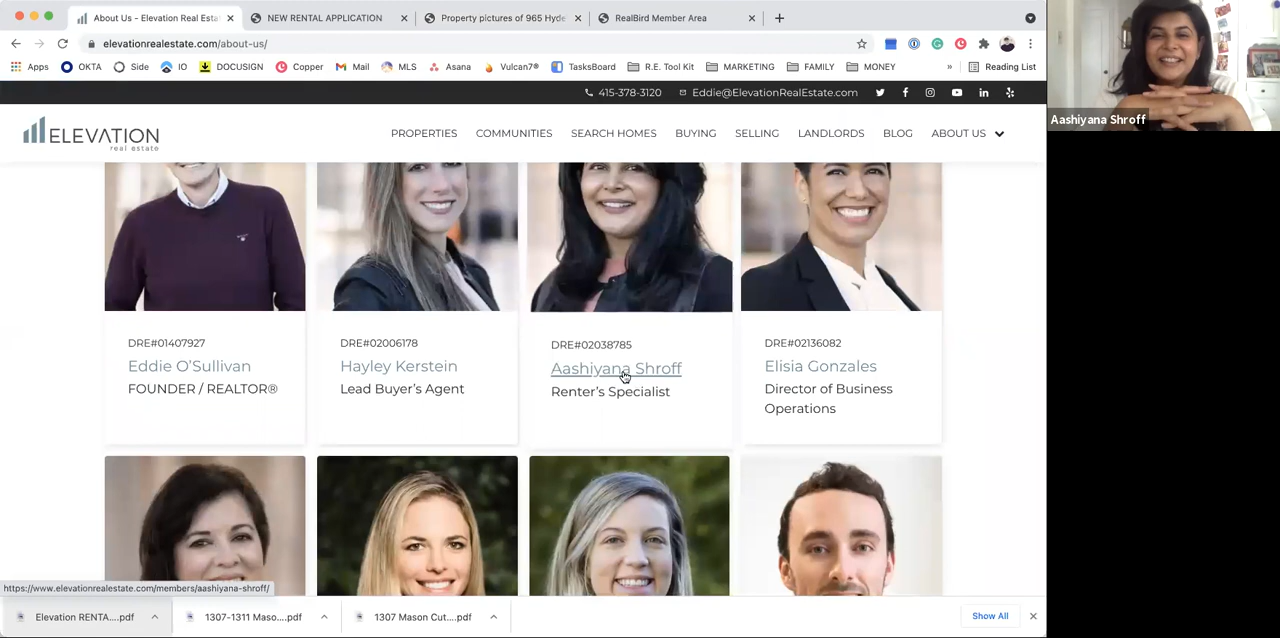 About Us - Elevation Real Esta
NEW RENTAL APPLICATION
Property pictures of 965 Hyde
RealBird Member Area
elevationrealestate.com/about-us/
Apps
OKTA
Side
IO
DOCUSIGN
Copper
Mail
MLS
Asana
Vulcan7®
TasksBoard
R.E. Tool Kit
MARKETING
FAMILY
MONEY
»
Reading List
415-378-3120
Eddie@ElevationRealEstate.com
ELEVATION
real estate
PROPERTIES
COMMUNITIES
SEARCH HOMES
BUYING
SELLING
LANDLORDS
BLOG
ABOUT US
Aashiyana Shroff
DRE#01407927
Eddie O'Sullivan
FOUNDER / REALTOR®
DRE#02006178
Hayley Kerstein
Lead Buyer's Agent
DRE#02038785
Aashiyana Shroff
Renter's Specialist
DRE#02136082
Elisia Gonzales
Director of Business
Operations
https://www.elevationrealestate.com/members/aashiyana-shroff/
Elevation RENTA....pdf
1307-1311 Maso....pdf
1307 Mason Cut....pdf
Show All